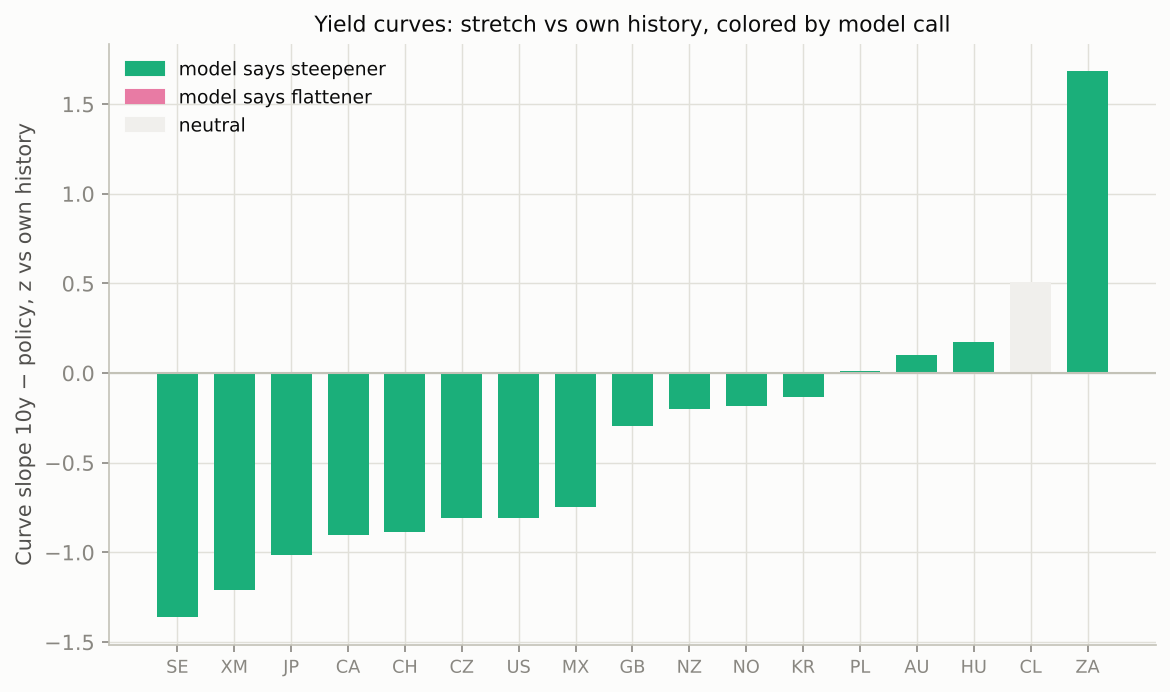 Yield curves: stretch vs own history, colored by model call
model says steepener
model says flattener
neutral
Curve slope 10y − policy, z vs own history
1.5
1.0
0.5
0.0
−0.5
−1.0
−1.5
SE XM JP CA CH CZ US MX GB NZ NO KR PL AU HU CL ZA